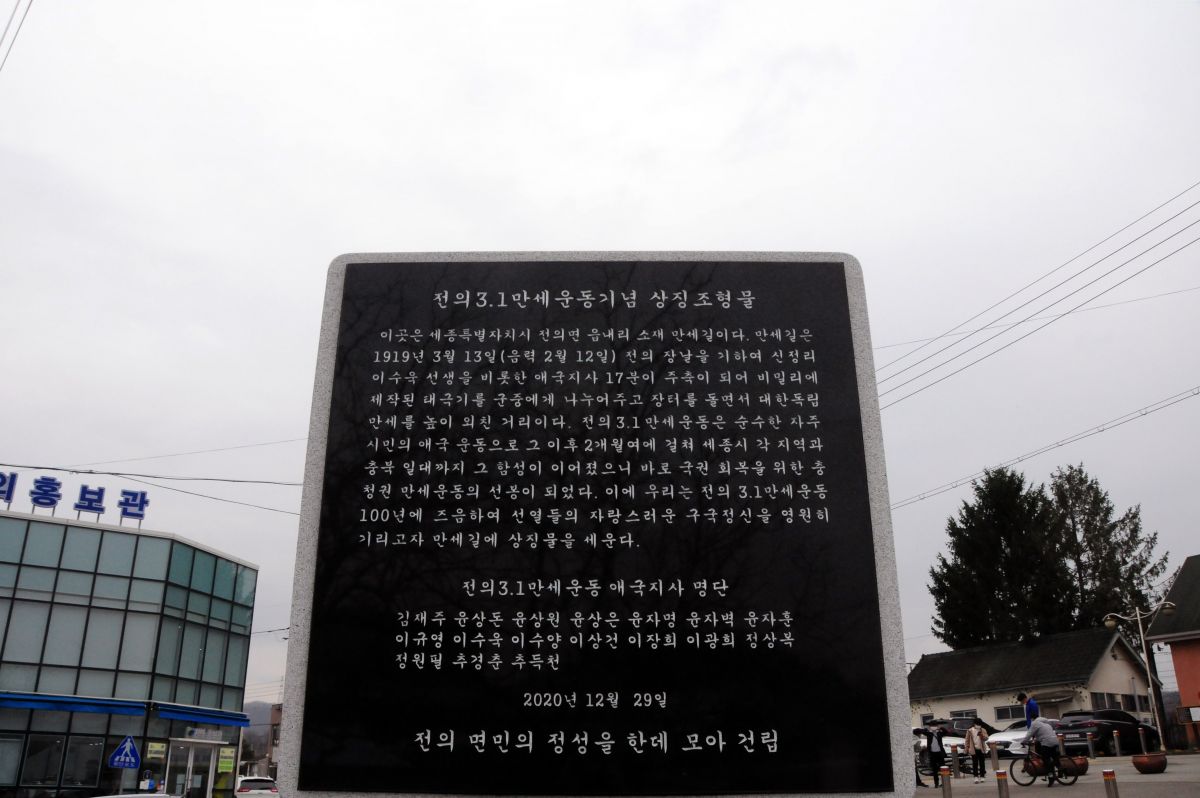 전의3.1만세운동기념 상징조형물
이곳은 세종특별자치시 전의면 읍내리 소재 만세길이다. 만세길은
1919년 3월 13일(음력 2월 12일) 전의 장날을 기하여 신정리
이수욱 선생을 비롯한 애국지사 17분이 주축이 되어 비밀리에
제작된 태극기를 군중에게 나누어주고 장터를 돌면서 대한독립
만세를 높이 외친 거리이다. 전의3.1만세운동은 순수한 자주
시민의 애국 운동으로 그 이후 2개월여에 걸쳐 세종시 각 지역과
충북 일대까지 그 함성이 이어졌으니 바로 국권 회복을 위한 충
청권 만세운동의 선봉이 되었다. 이에 우리는 전의 3.1만세운동
100년에 즈음하여 선열들의 자랑스러운 구국정신을 영원히
기리고자 만세길에 상징물을 세운다.
전의3.1만세운동 애국지사 명단
김재주 윤상돈 윤상원 윤상은 윤자명 윤자벽 윤자훈
이규영 이수욱 이수양 이상건 이장희 이광희 정상복
정원필 추경춘 추득천
2020년 12월 29일
전의 면민의 정성을 한데 모아 건립
의홍보관